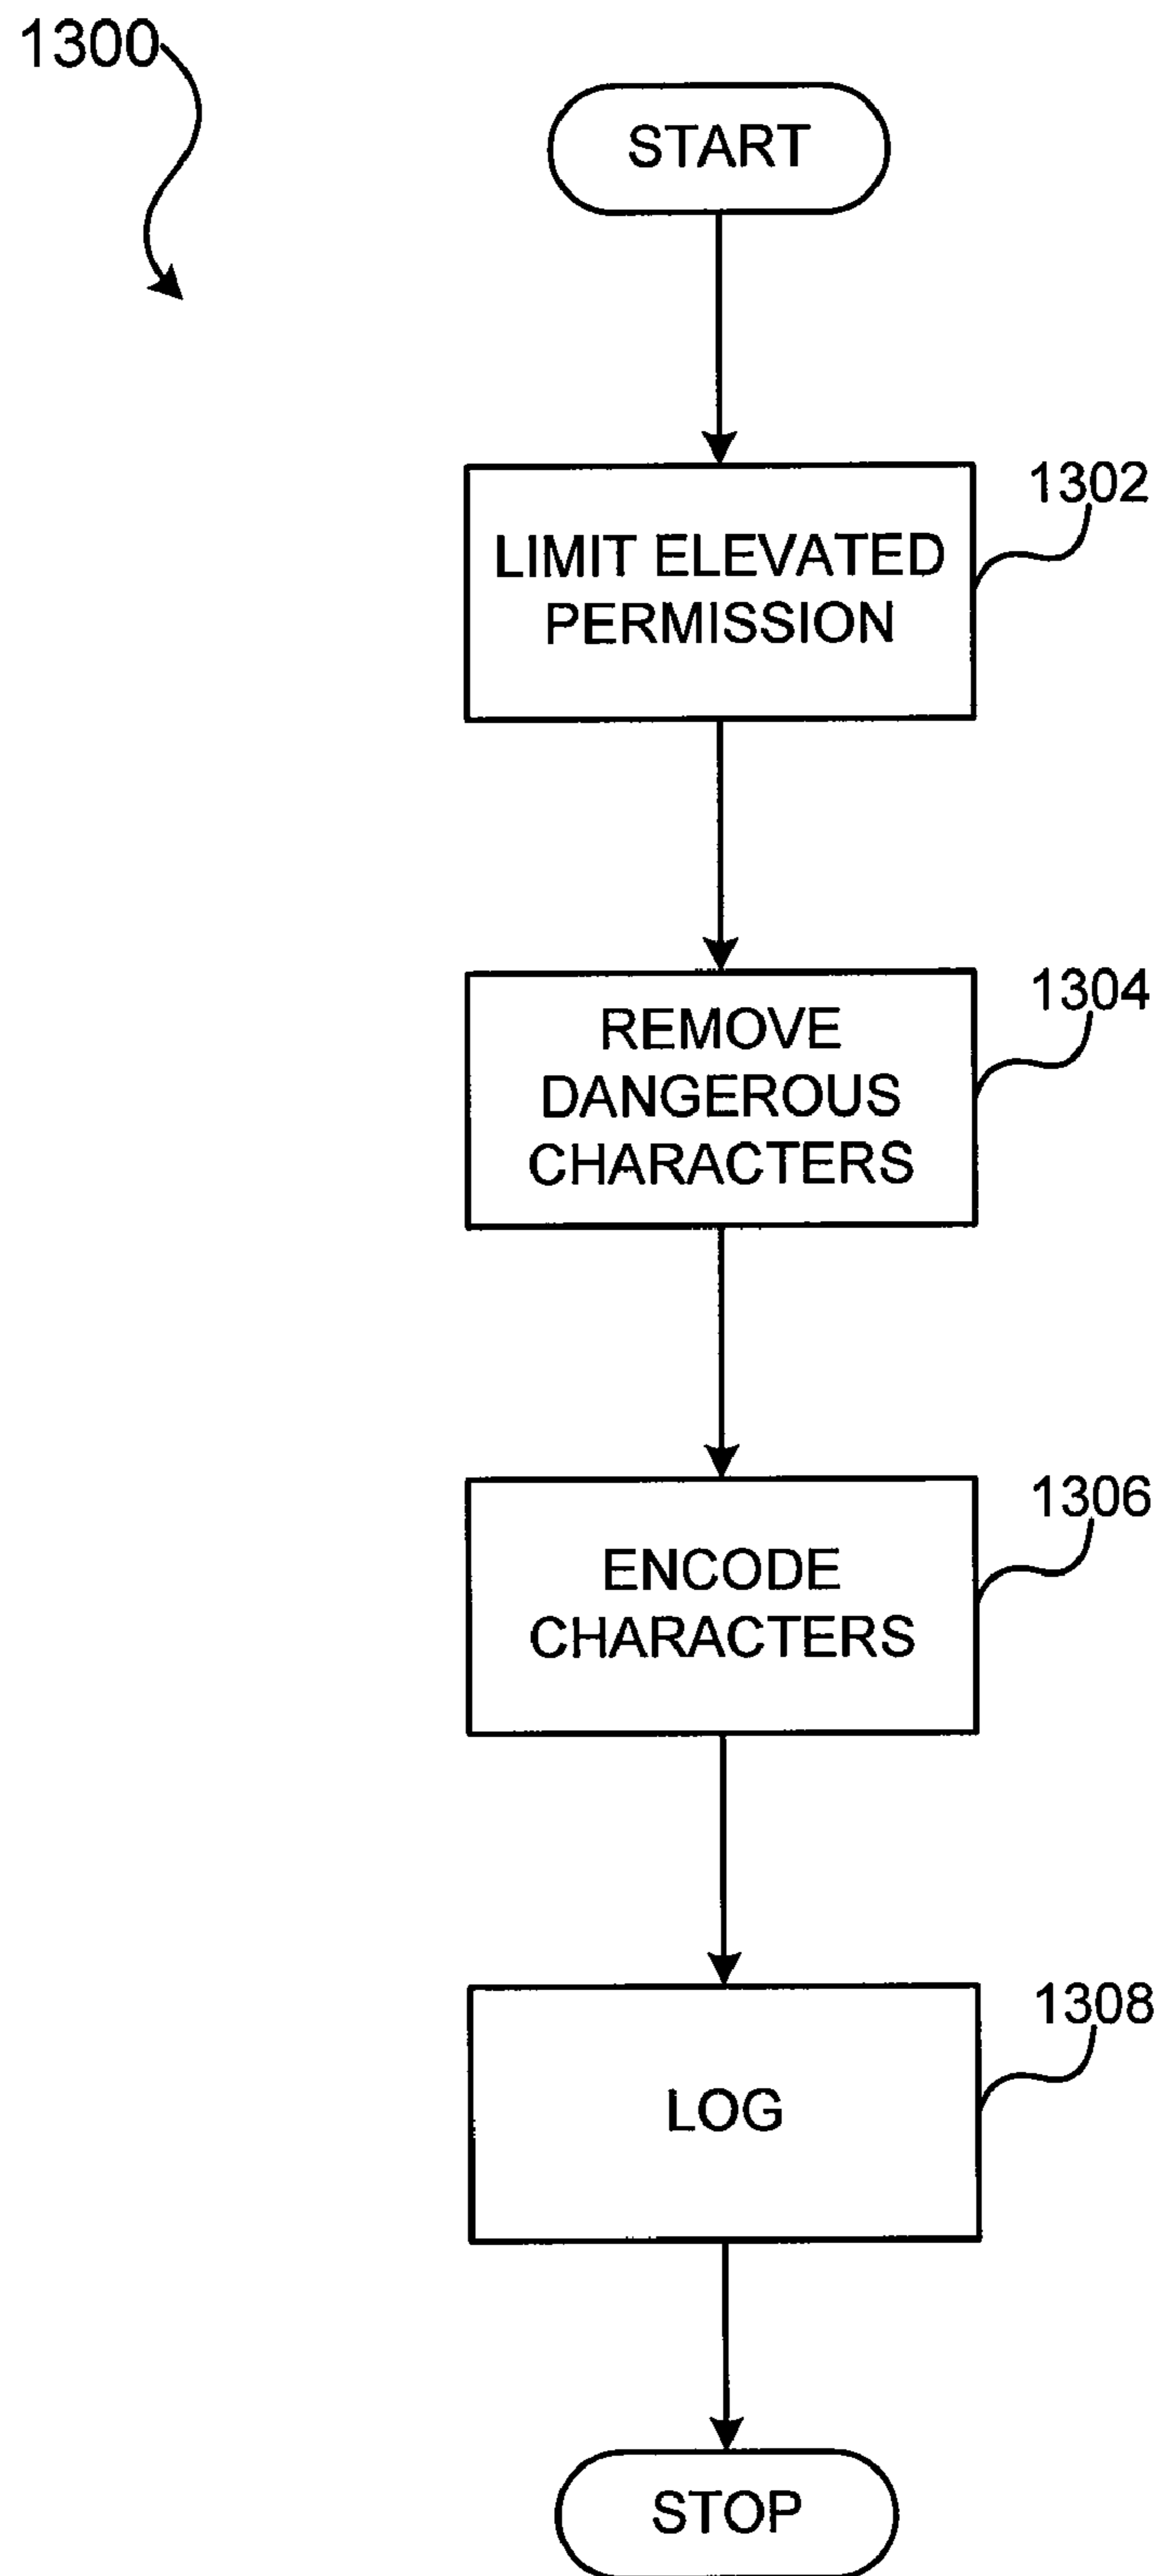 1300
START
1302
LIMIT ELEVATED
PERMISSION
1304
REMOVE
DANGEROUS
CHARACTERS
1306
ENCODE
CHARACTERS
1308
LOG
STOP